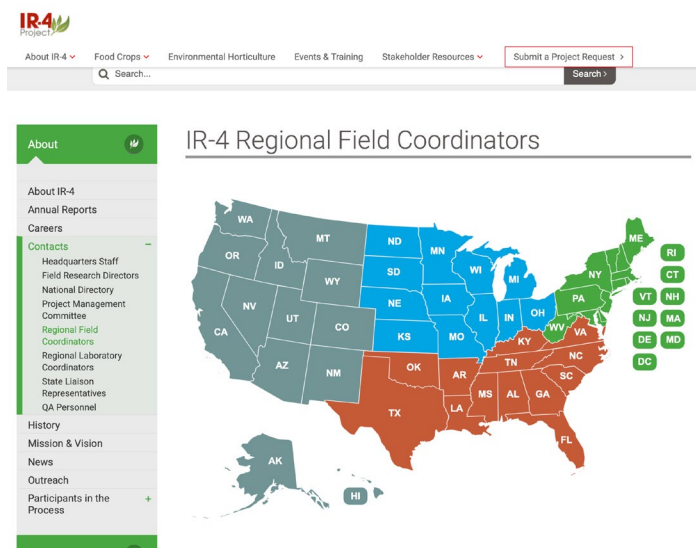 IR-4
Project
About IR-4 Food Crops Environmental Horticulture Events & Training Stakeholder Resources Submit a Project Request >
Search... Search >
About
IR-4 Regional Field Coordinators
About IR-4
Annual Reports
Careers
Contacts −
Headquarters Staff
Field Research Directors
National Directory
Project Management
Committee
Regional Field
Coordinators
Regional Laboratory
Coordinators
State Liaison
Representatives
QA Personnel
History
Mission & Vision
News
Outreach
Participants in the +
Process
WA
MT
ND
MN
ME
OR
ID
WY
SD
WI
MI
NY
RI
CT
NV
UT
CO
NE
IA
IL
IN
OH
PA
VT NH
CA
KS
MO
KY
WV
VA
NJ MA
AZ
NM
OK
AR
TN
NC
DE MD
SC
DC
TX
LA
MS
AL
GA
FL
AK
HI